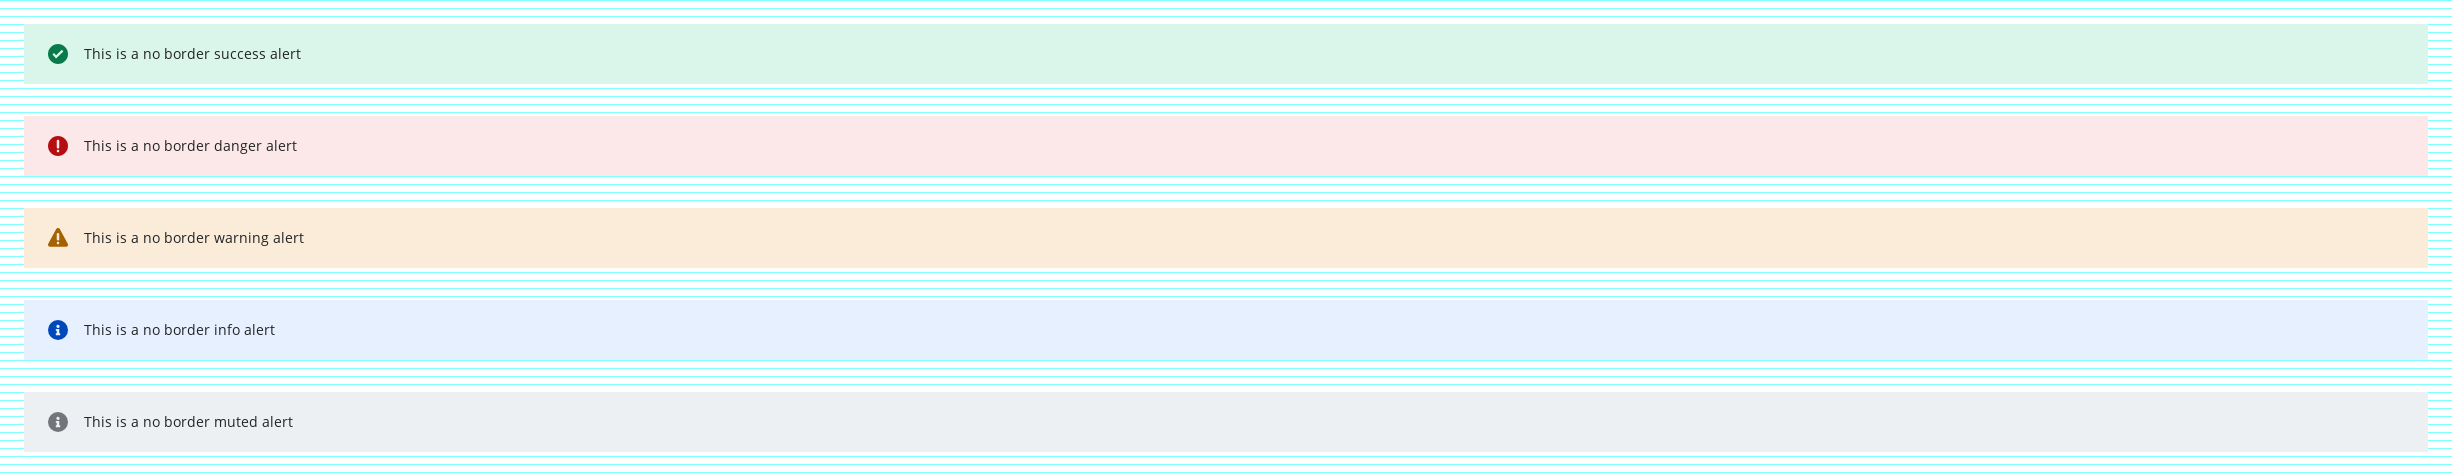 This is a no border success alert
This is a no border danger alert
This is a no border warning alert
This is a no border info alert
This is a no border muted alert